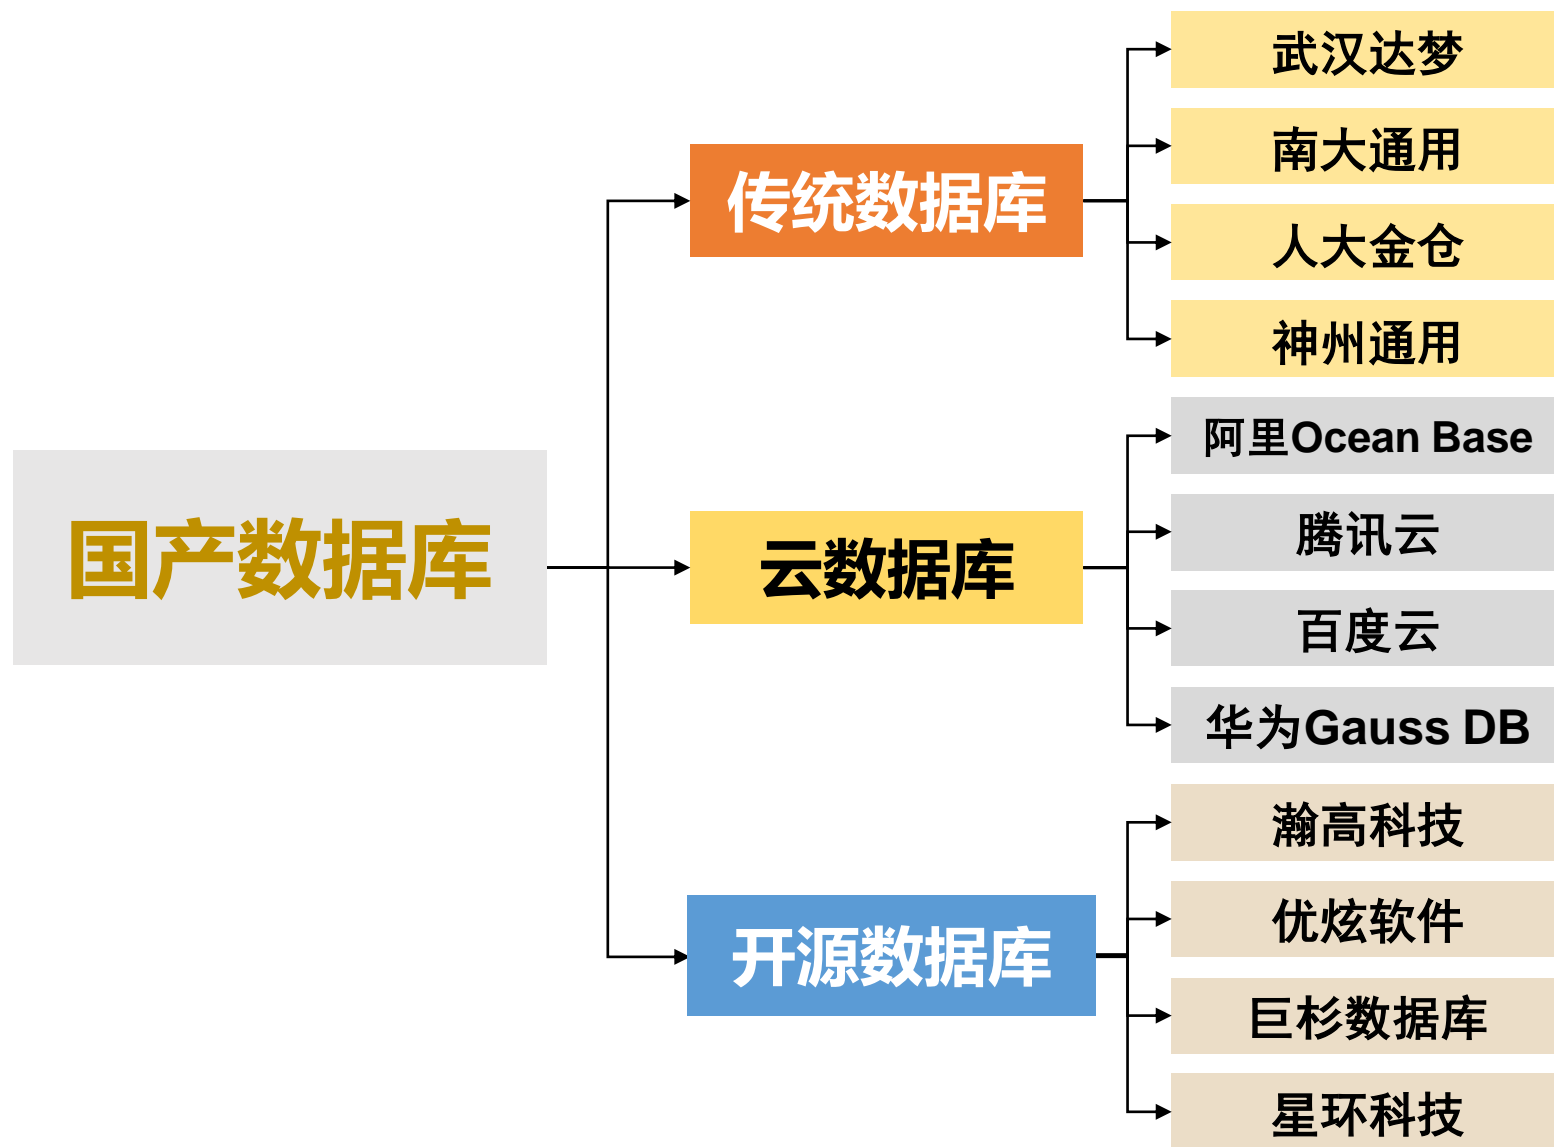 国产数据库
传统数据库
武汉达梦
南大通用
人大金仓
神州通用
云数据库
阿里Ocean Base
腾讯云
百度云
华为Gauss DB
开源数据库
瀚高科技
优炫软件
巨杉数据库
星环科技